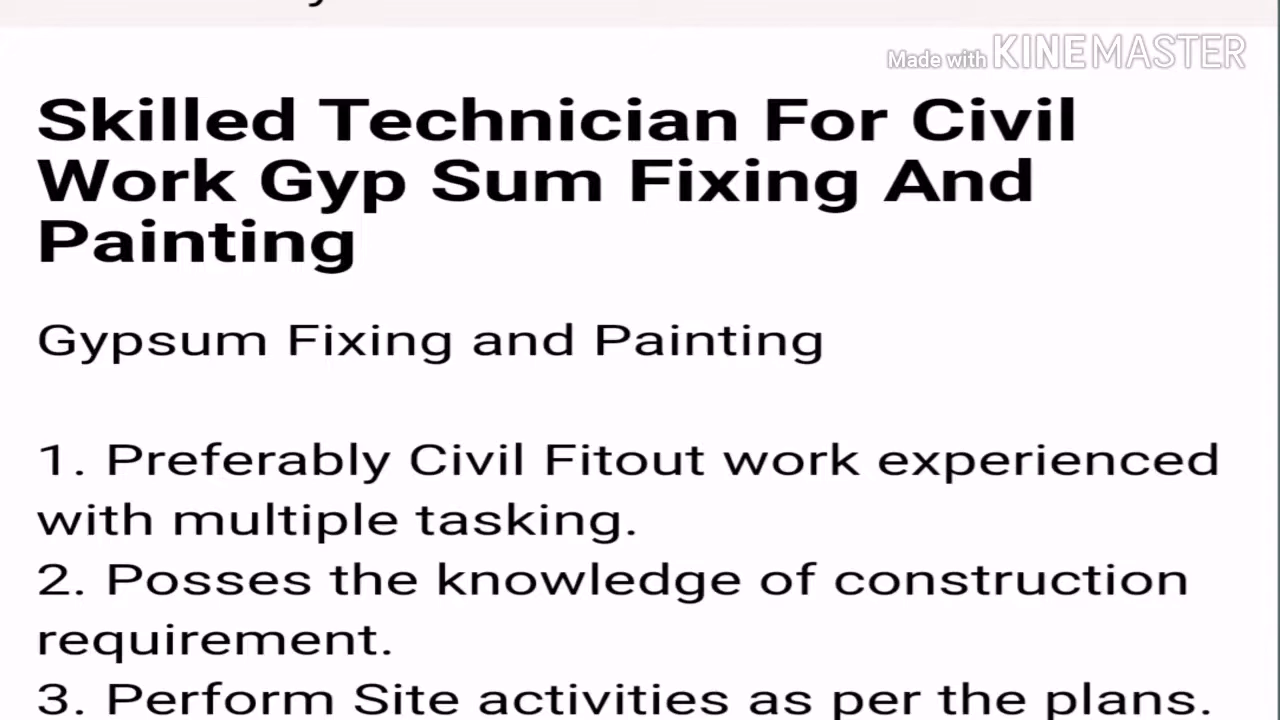 Made with KINEMASTER
Skilled Technician For Civil
Work Gyp Sum Fixing And
Painting
Gypsum Fixing and Painting
1. Preferably Civil Fitout work experienced
with multiple tasking.
2. Posses the knowledge of construction
requirement.
3. Perform Site activities as per the plans.